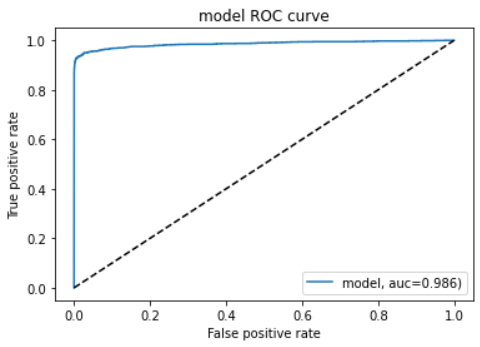 model ROC curve
1.0
0.8
0.6
0.4
0.2
0.0
True positive rate
model, auc=0.986)
0.0 0.2 0.4 0.6 0.8 1.0
False positive rate